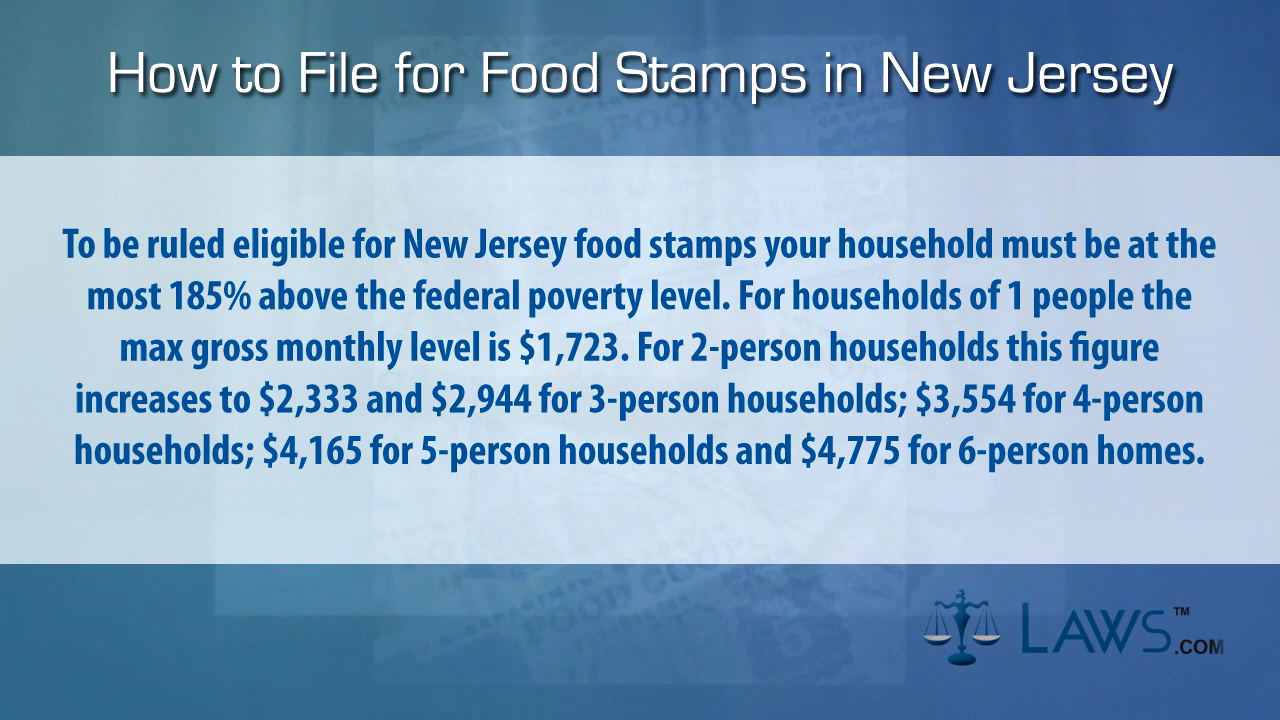 How to File for Food Stamps in New Jersey
To be ruled eligible for New Jersey food stamps your household must be at the
most 185% above the federal poverty level. For households of 1 people the
max gross monthly level is $1,723. For 2-person households this figure
increases to $2,333 and $2,944 for 3-person households; $3,554 for 4-person
households; $4,165 for 5-person households and $4,775 for 6-person homes.
FOOD COUP
LAWS™.COM